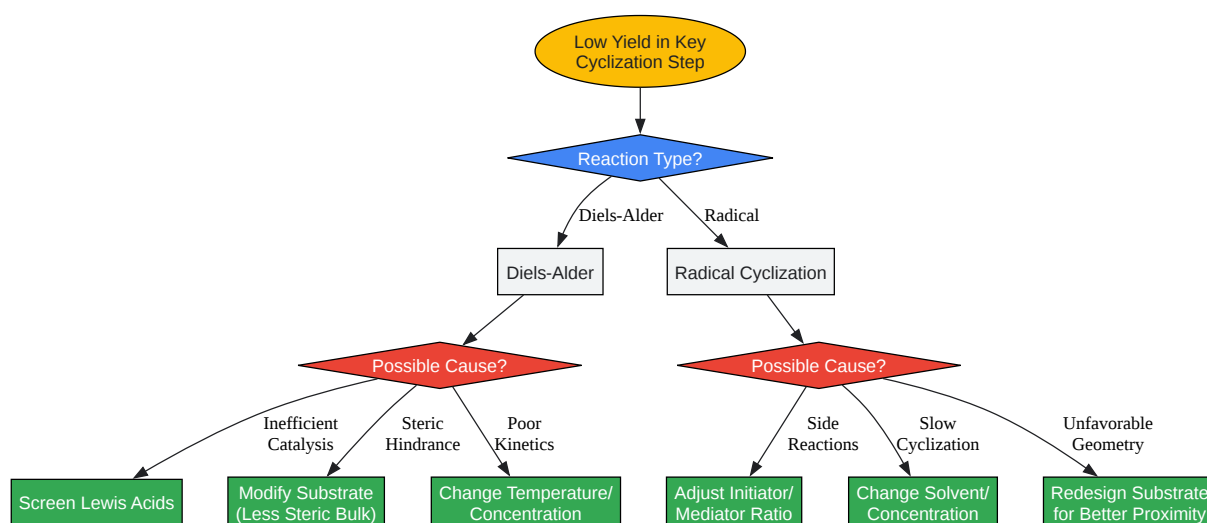 Low Yield in Key
Cyclization Step
Reaction Type?
Diels-Alder
Radical
Diels-Alder
Radical Cyclization
Possible Cause?
Possible Cause?
Inefficient
Catalysis
Steric
Hindrance
Poor
Kinetics
Side
Reactions
Slow
Cyclization
Unfavorable
Geometry
Screen Lewis Acids
Modify Substrate
(Less Steric Bulk)
Change Temperature/
Concentration
Adjust Initiator/
Mediator Ratio
Change Solvent/
Concentration
Redesign Substrate
for Better Proximity